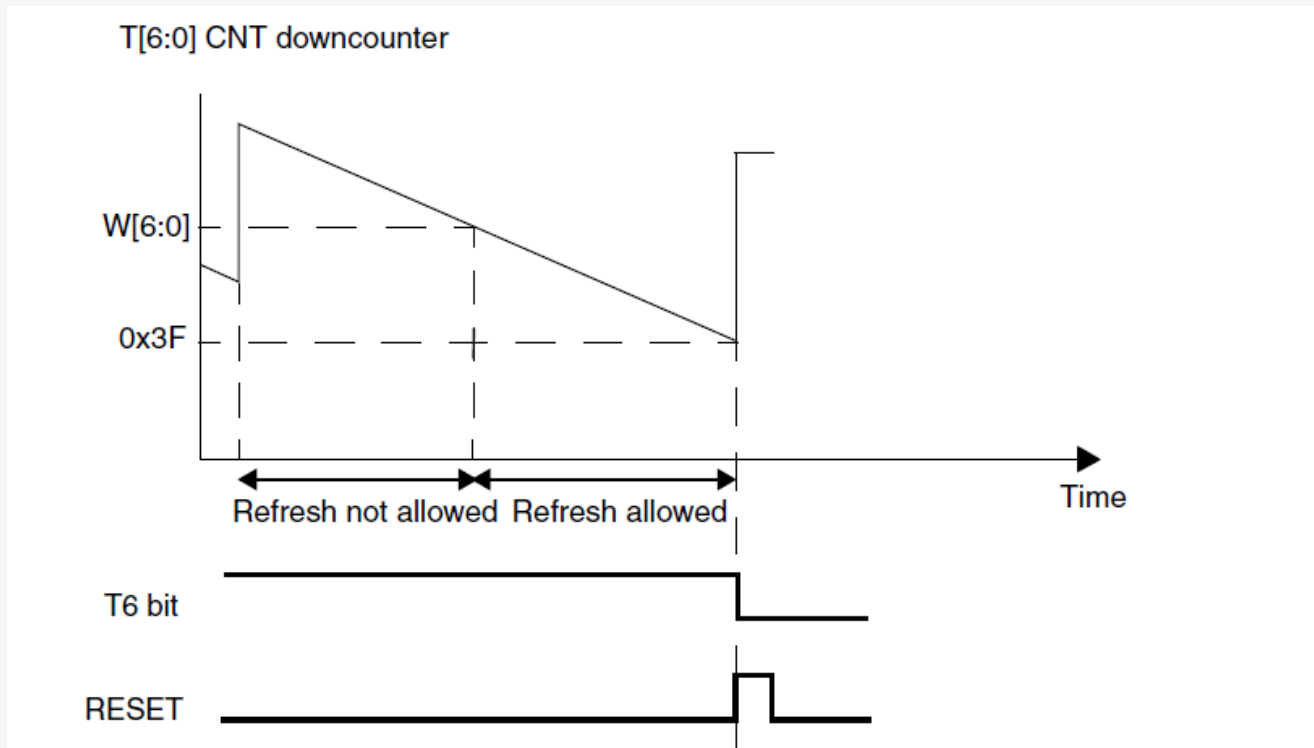 T[6:0] CNT downcounter
W[6:0]
0x3F
Refresh not allowed
Refresh allowed
Time
T6 bit
RESET